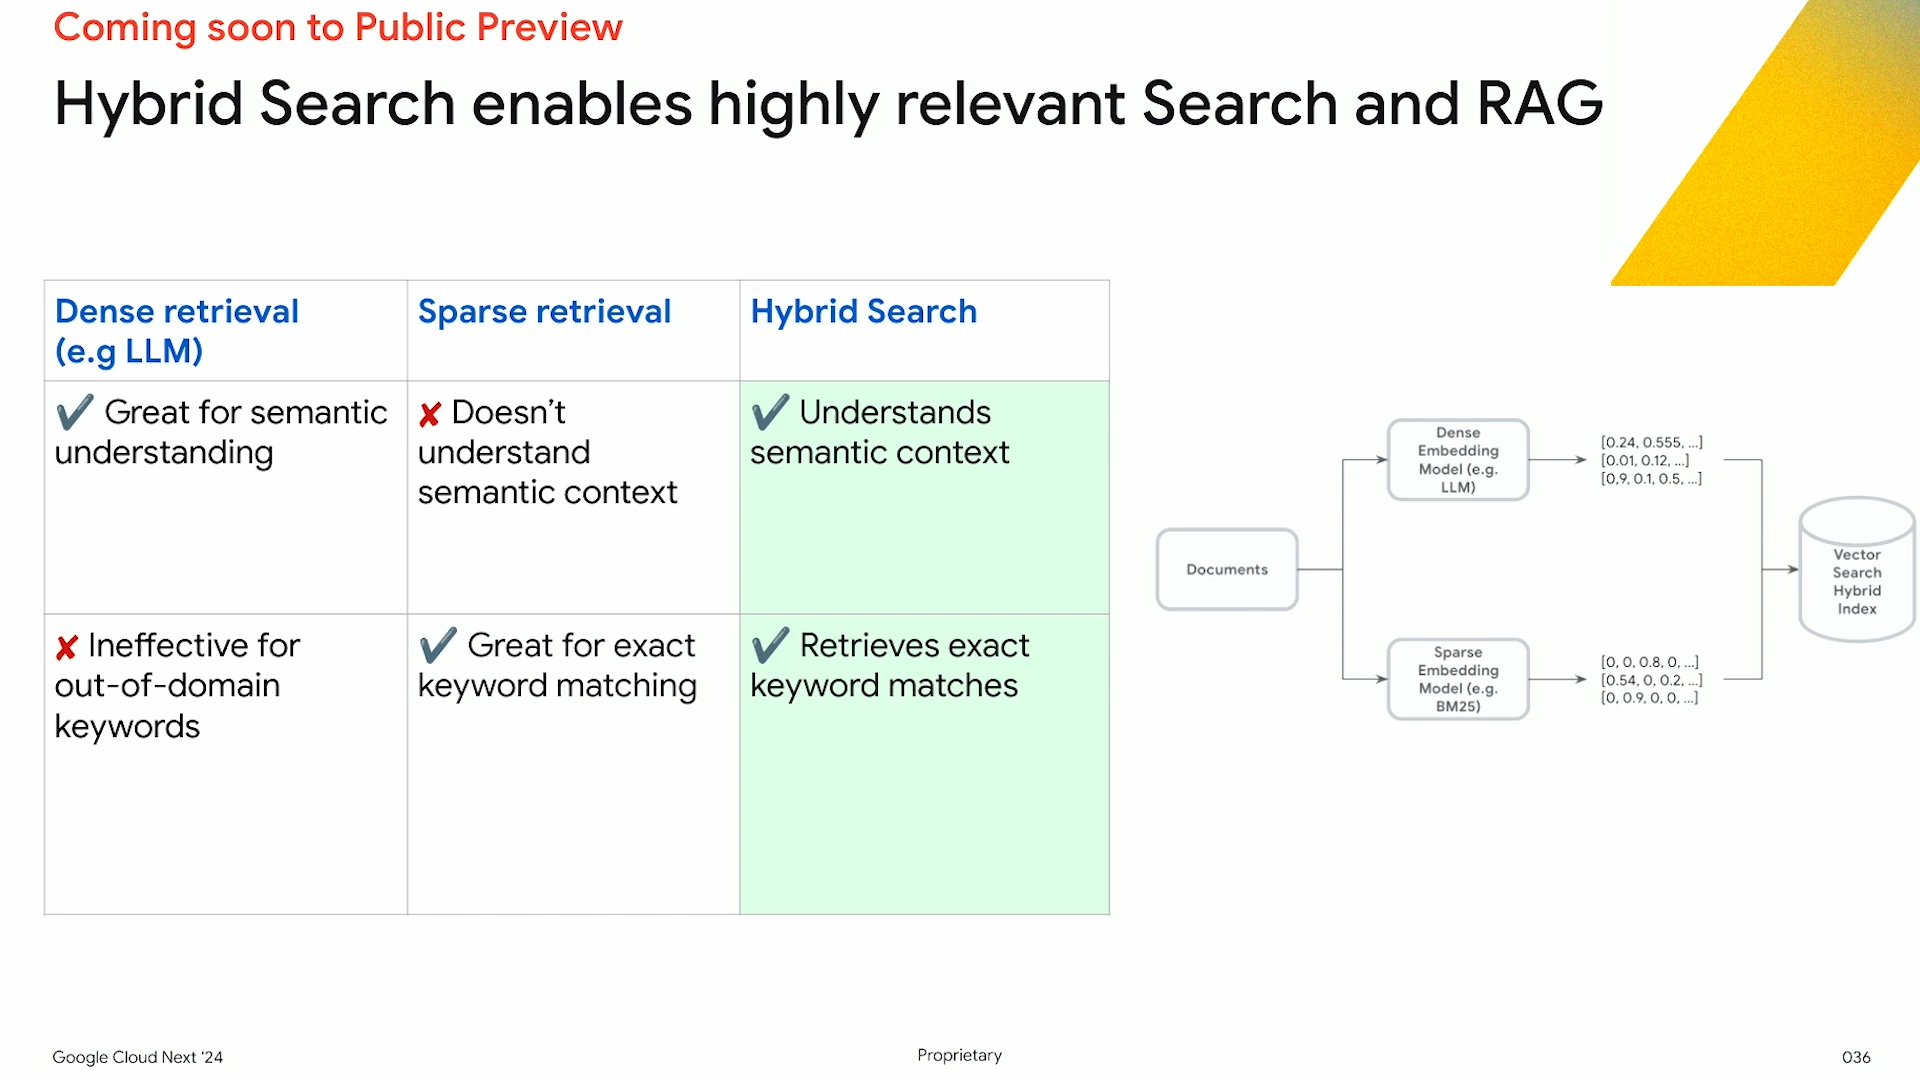 Coming soon to Public Preview
Hybrid Search enables highly relevant Search and RAG
Dense retrieval
(e.g LLM)
Sparse retrieval
Hybrid Search
✔ Great for semantic
understanding
✘ Doesn’t
understand
semantic context
✔ Understands
semantic context
✘ Ineffective for
out-of-domain
keywords
✔ Great for exact
keyword matching
✔ Retrieves exact
keyword matches
Documents
Dense
Embedding
Model (e.g.
LLM)
[0.24, 0.555, ...]
[0.01, 0.12, ...]
[0,9, 0.1, 0.5, ...]
Sparse
Embedding
Model (e.g.
BM25)
[0, 0, 0.8, 0, ...]
[0.54, 0, 0.2, ...]
[0, 0.9, 0, 0, ...]
Vector
Search
Hybrid
Index
Google Cloud Next ‘24
Proprietary
036